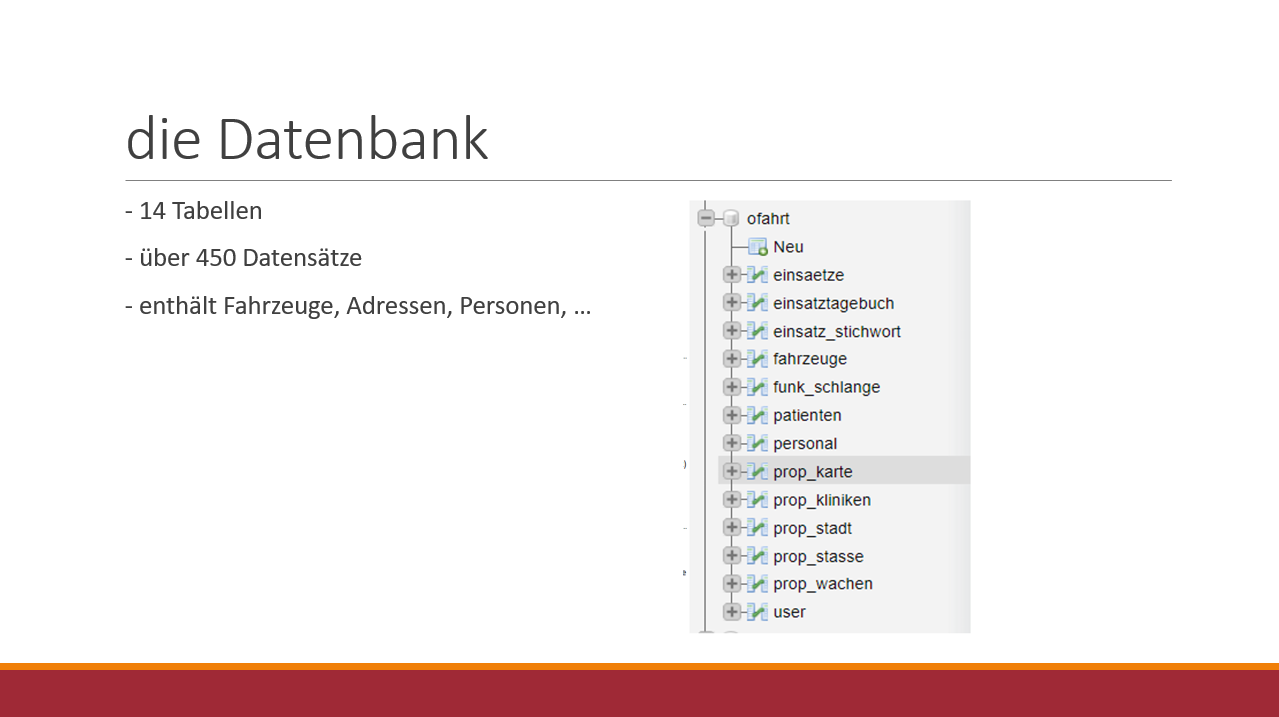 die Datenbank
- 14 Tabellen
- über 450 Datensätze
- enthält Fahrzeuge, Adressen, Personen, ...
ofahrt
Neu
einsaetze
einsatztagebuch
einsatz_stichwort
fahrzeuge
funk_schlange
patienten
personal
prop_karte
prop_kliniken
prop_stadt
prop_stasse
prop_wachen
user